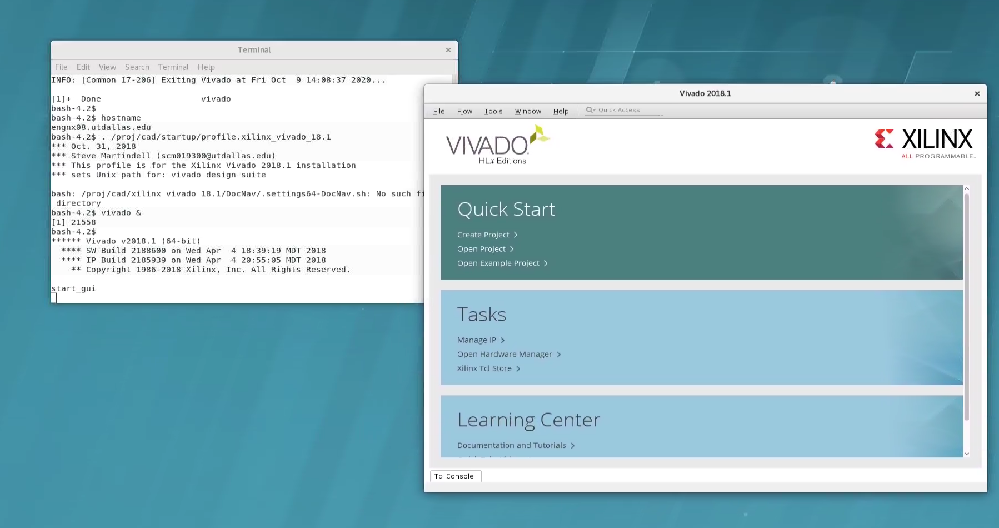 Terminal
File Edit View Search Terminal Help
INFO: [Common 17-206] Exiting Vivado at Fri Oct  9 14:08:37 2020...
[1]+  Done                    vivado
bash-4.2$
bash-4.2$ hostname
engnx08.utdallas.edu
bash-4.2$ . /proj/cad/startup/profile.xilinx_vivado_18.1
*** Oct. 31, 2018
*** Steve Martindell (scm019300@utdallas.edu)
*** This profile is for the Xilinx Vivado 2018.1 installation
*** sets Unix path for: vivado design suite
bash: /proj/cad/xilinx_vivado_18.1/DocNav/.settings64-DocNav.sh: No such fi
directory
bash-4.2$ vivado &
[1] 21558
bash-4.2$
****** Vivado v2018.1 (64-bit)
**** SW Build 2188600 on Wed Apr  4 18:39:19 MDT 2018
**** IP Build 2185939 on Wed Apr  4 20:55:05 MDT 2018
** Copyright 1986-2018 Xilinx, Inc. All Rights Reserved.
start_gui
Vivado 2018.1
File Flow Tools Window Help Quick Access
VIVADO
HLx Editions
XILINX
ALL PROGRAMMABLE™
Quick Start
Create Project
Open Project
Open Example Project
Tasks
Manage IP
Open Hardware Manager
Xilinx Tcl Store
Learning Center
Documentation and Tutorials
Tcl Console